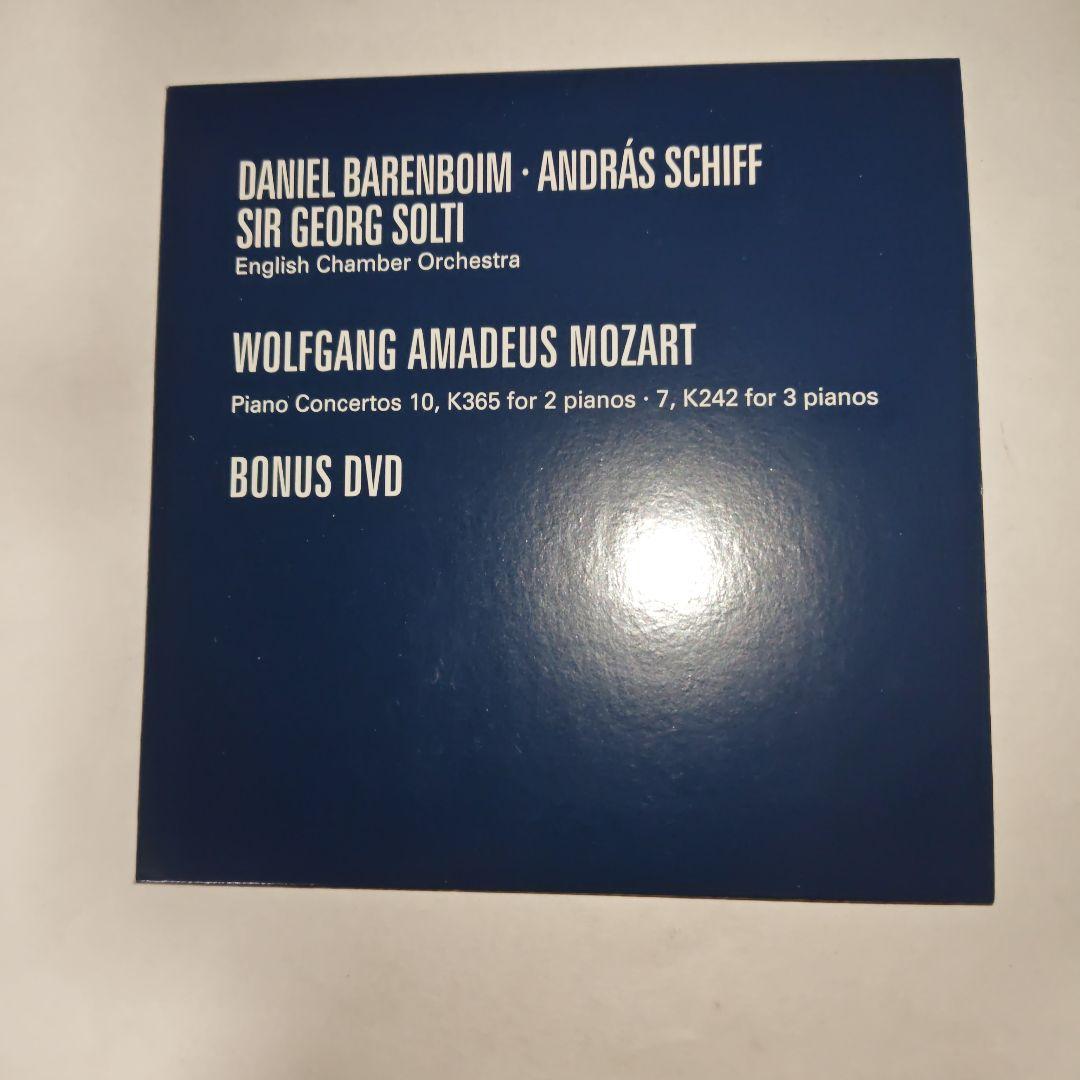 DANIEL BARENBOIM · ANDRÁS SCHIFF
SIR GEORG SOLTI
English Chamber Orchestra
WOLFGANG AMADEUS MOZART
Piano Concertos 10, K365 for 2 pianos · 7, K242 for 3 pianos
BONUS DVD